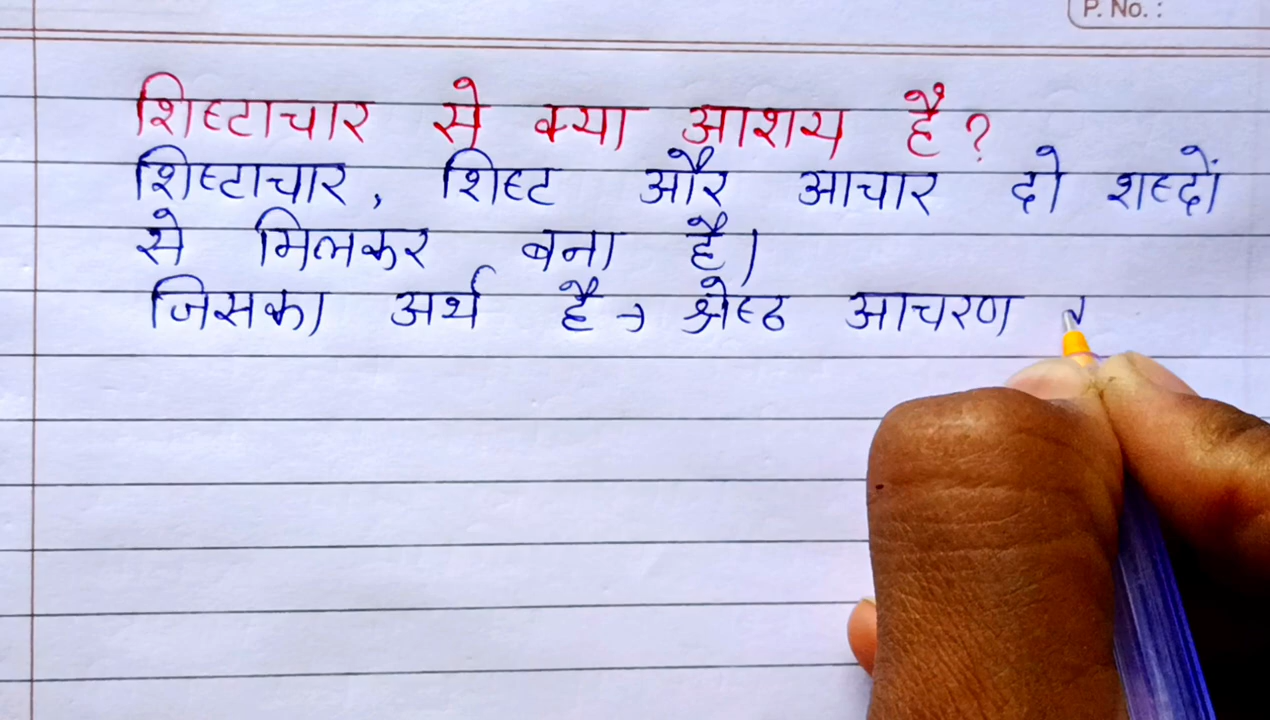 P. No. :
शिष्टाचार से क्या आशय है?
शिष्टाचार, शिष्ट और आचार दो शब्दों
से मिलकर बना है।
जिसका अर्थ है → श्रेष्ठ आचरण